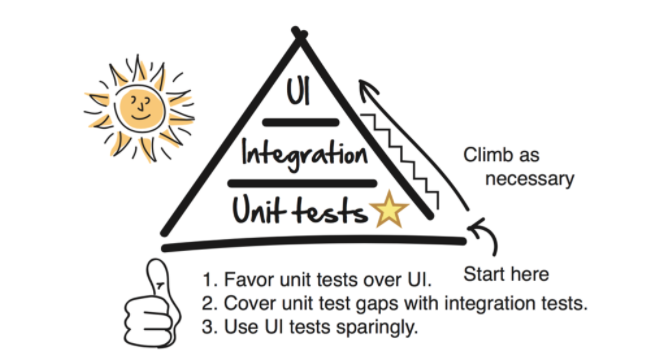 UI
Integration
Unit tests
Climb as
necessary
Start here
1. Favor unit tests over UI.
2. Cover unit test gaps with integration tests.
3. Use UI tests sparingly.